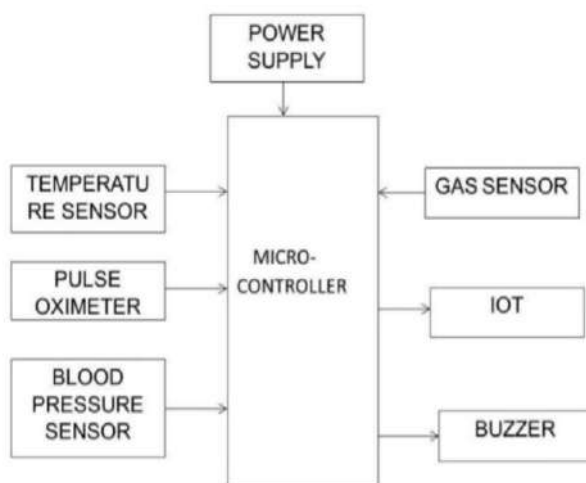 POWER
SUPPLY
TEMPERATU
RE SENSOR
GAS SENSOR
MICRO-
CONTROLLER
PULSE
OXIMETER
IOT
BLOOD
PRESSURE
SENSOR
BUZZER